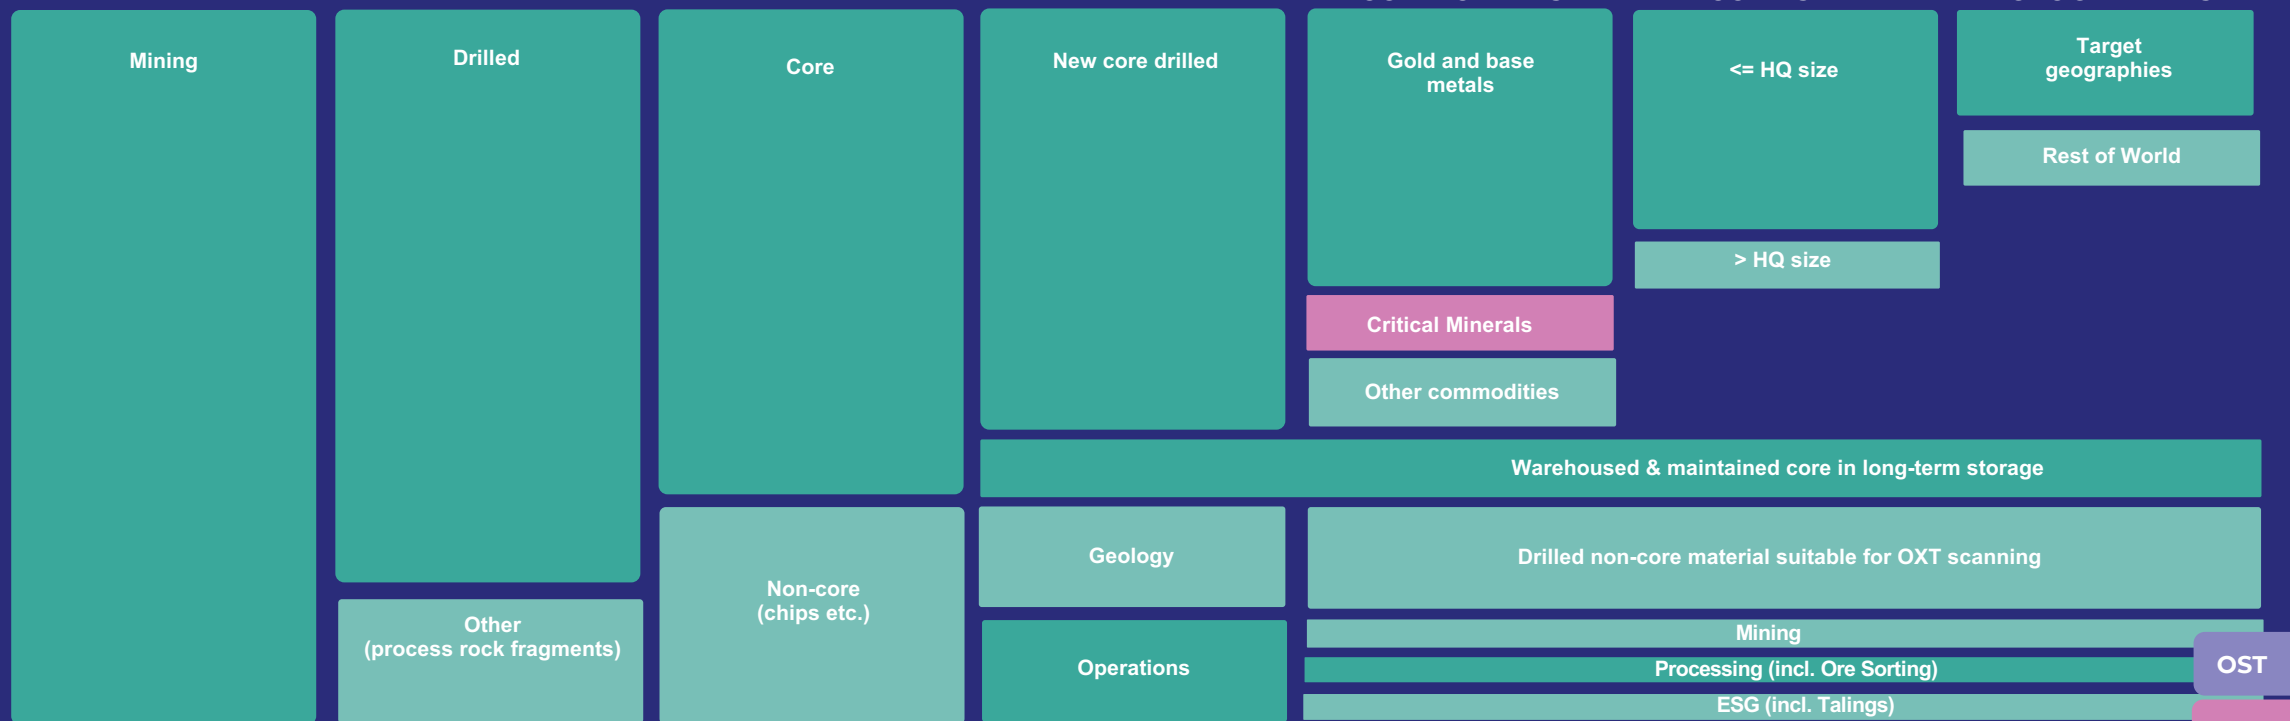 Mining
Drilled
Core
New core drilled
Gold and base
metals
<= HQ size
Target
geographies
Rest of World
> HQ size
Critical Minerals
Other commodities
Warehoused & maintained core in long-term storage
Geology
Drilled non-core material suitable for OXT scanning
Non-core
(chips etc.)
Other
(process rock fragments)
Operations
Mining
Processing (incl. Ore Sorting)
OST
ESG (incl. Talings)